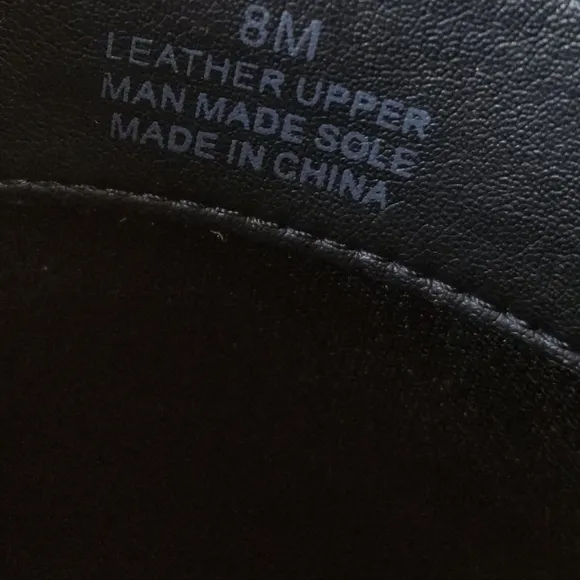 8M
LEATHER UPPER
MAN MADE SOLE
MADE IN CHINA